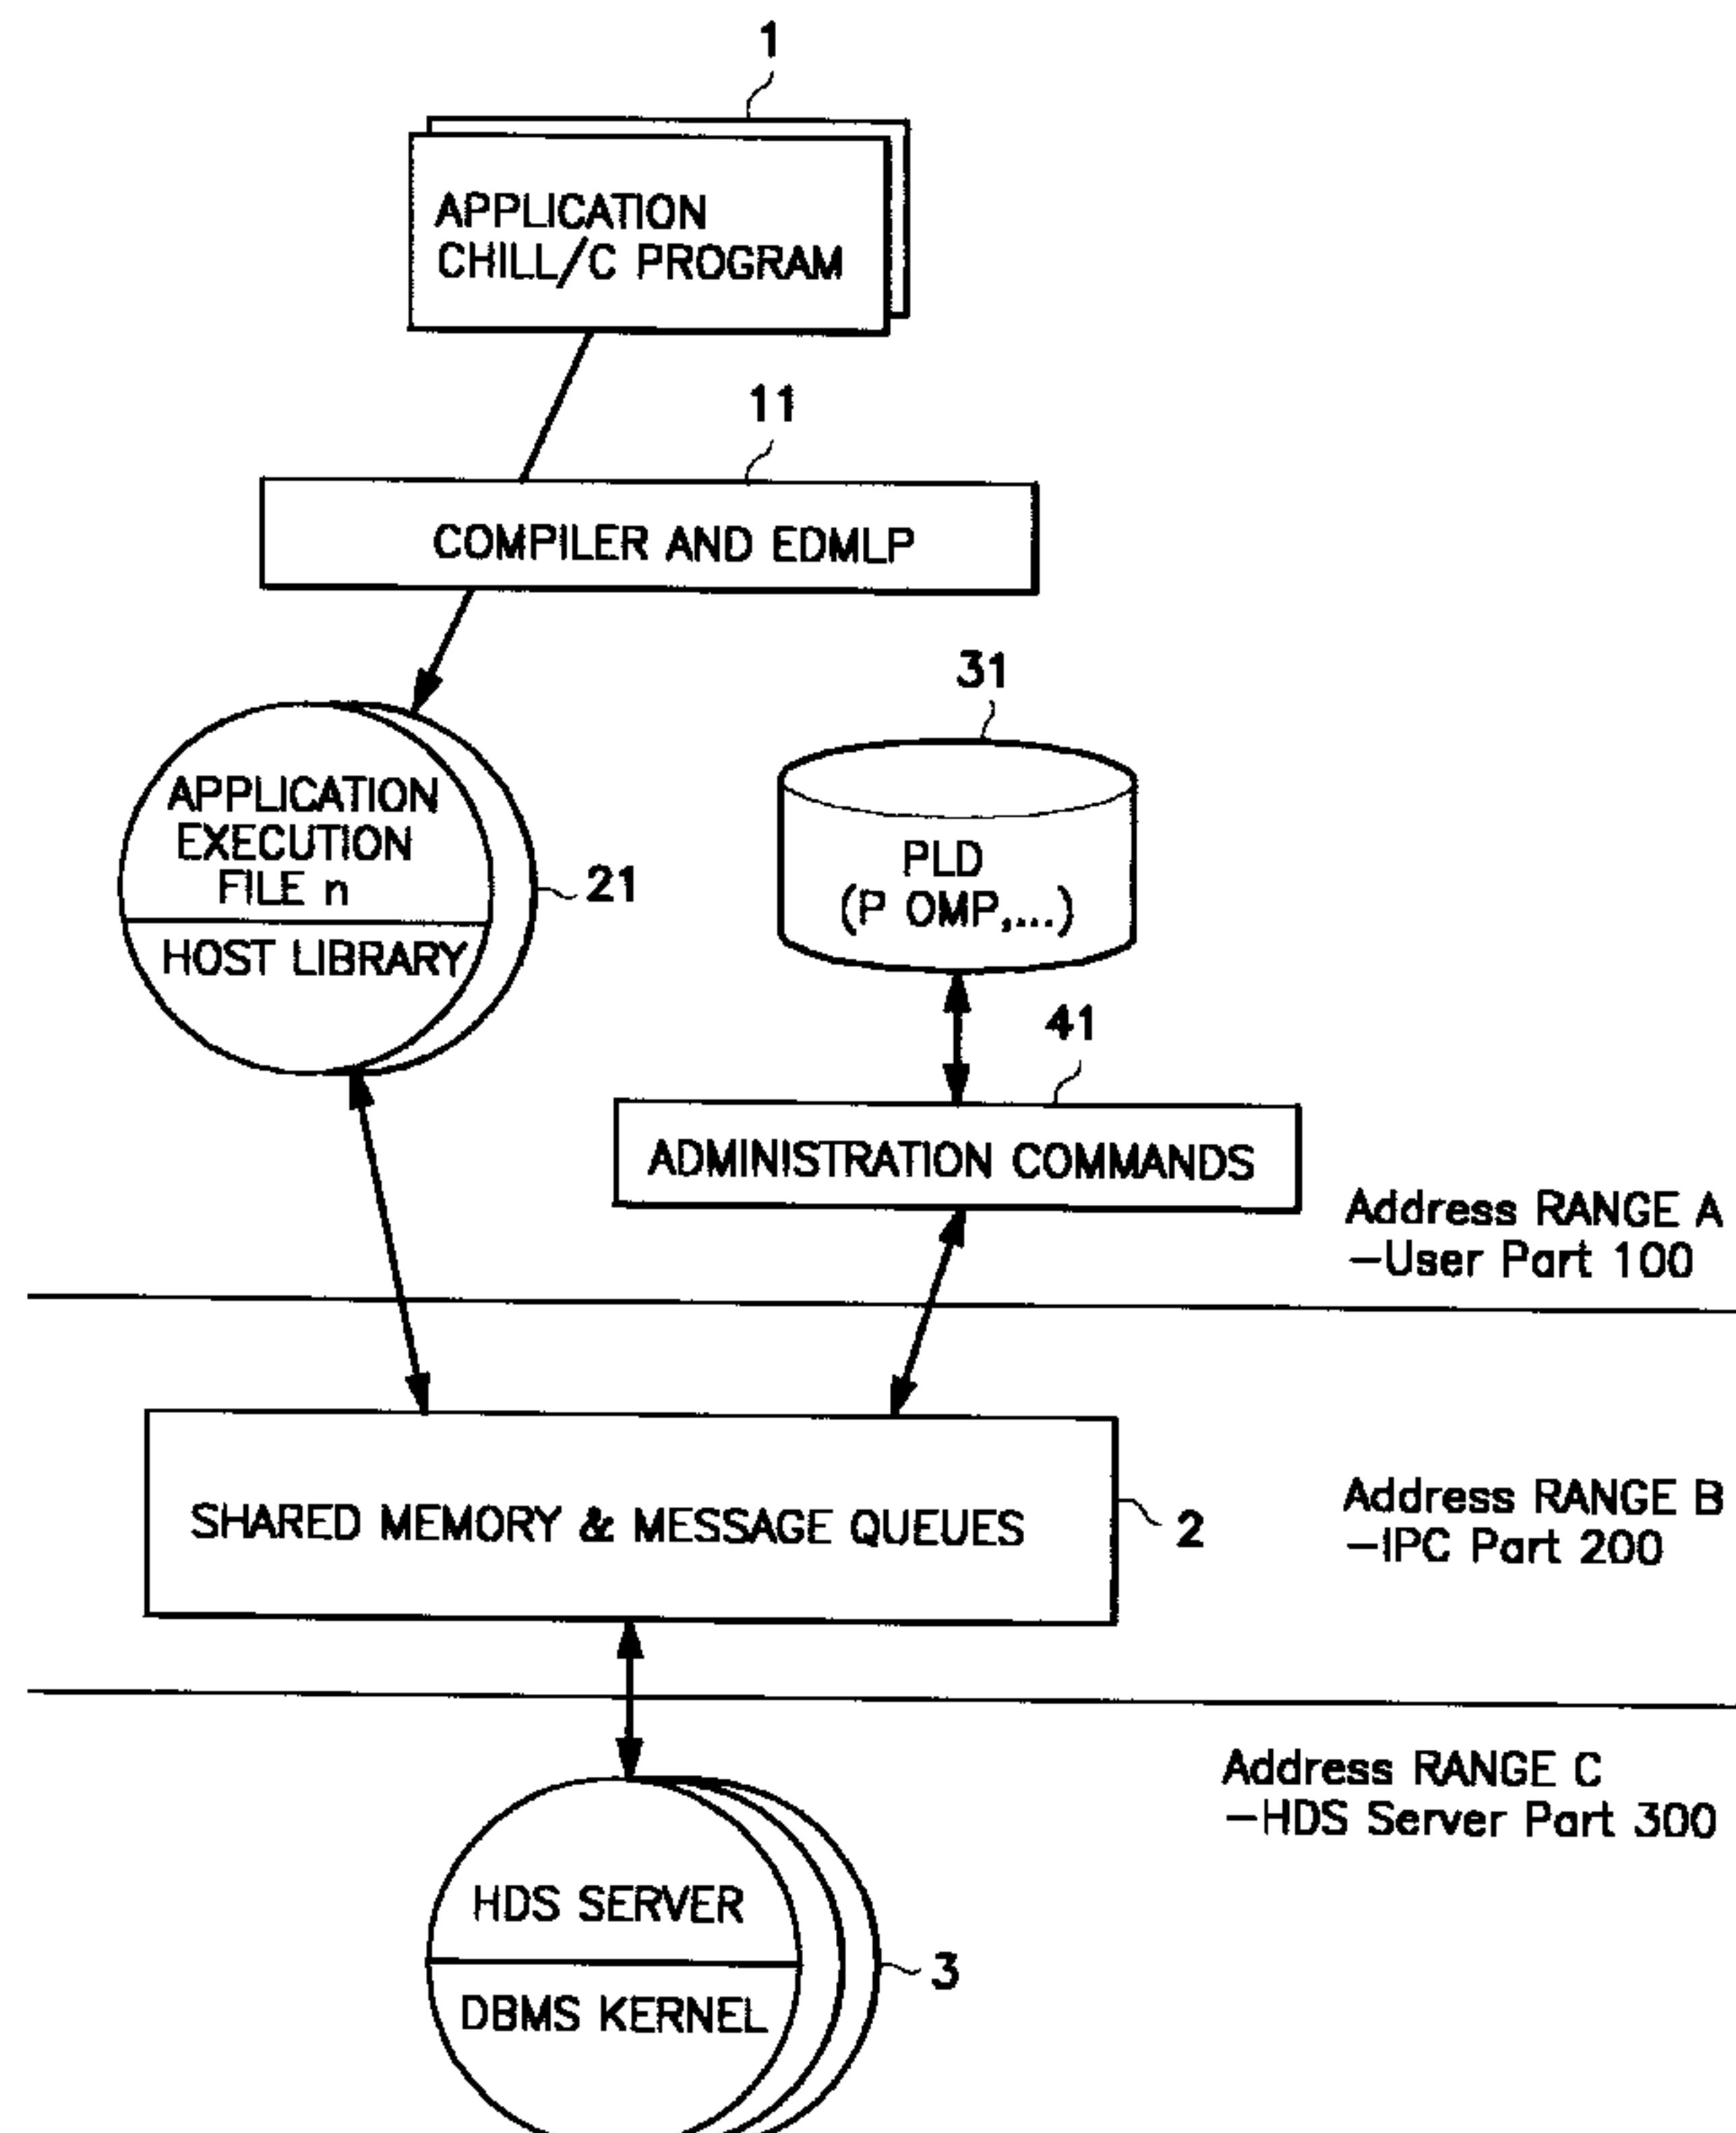 1
APPLICATION
CHILL/C PROGRAM
11
COMPILER AND EDMLP
31
APPLICATION
EXECUTION
FILE n
HOST LIBRARY
21
PLD
(P OMP,...)
41
ADMINISTRATION COMMANDS
Address RANGE A
-User Part 100
SHARED MEMORY & MESSAGE QUEUES
2
Address RANGE B
-IPC Part 200
Address RANGE C
-HDS Server Part 300
HDS SERVER
DBMS KERNEL
3